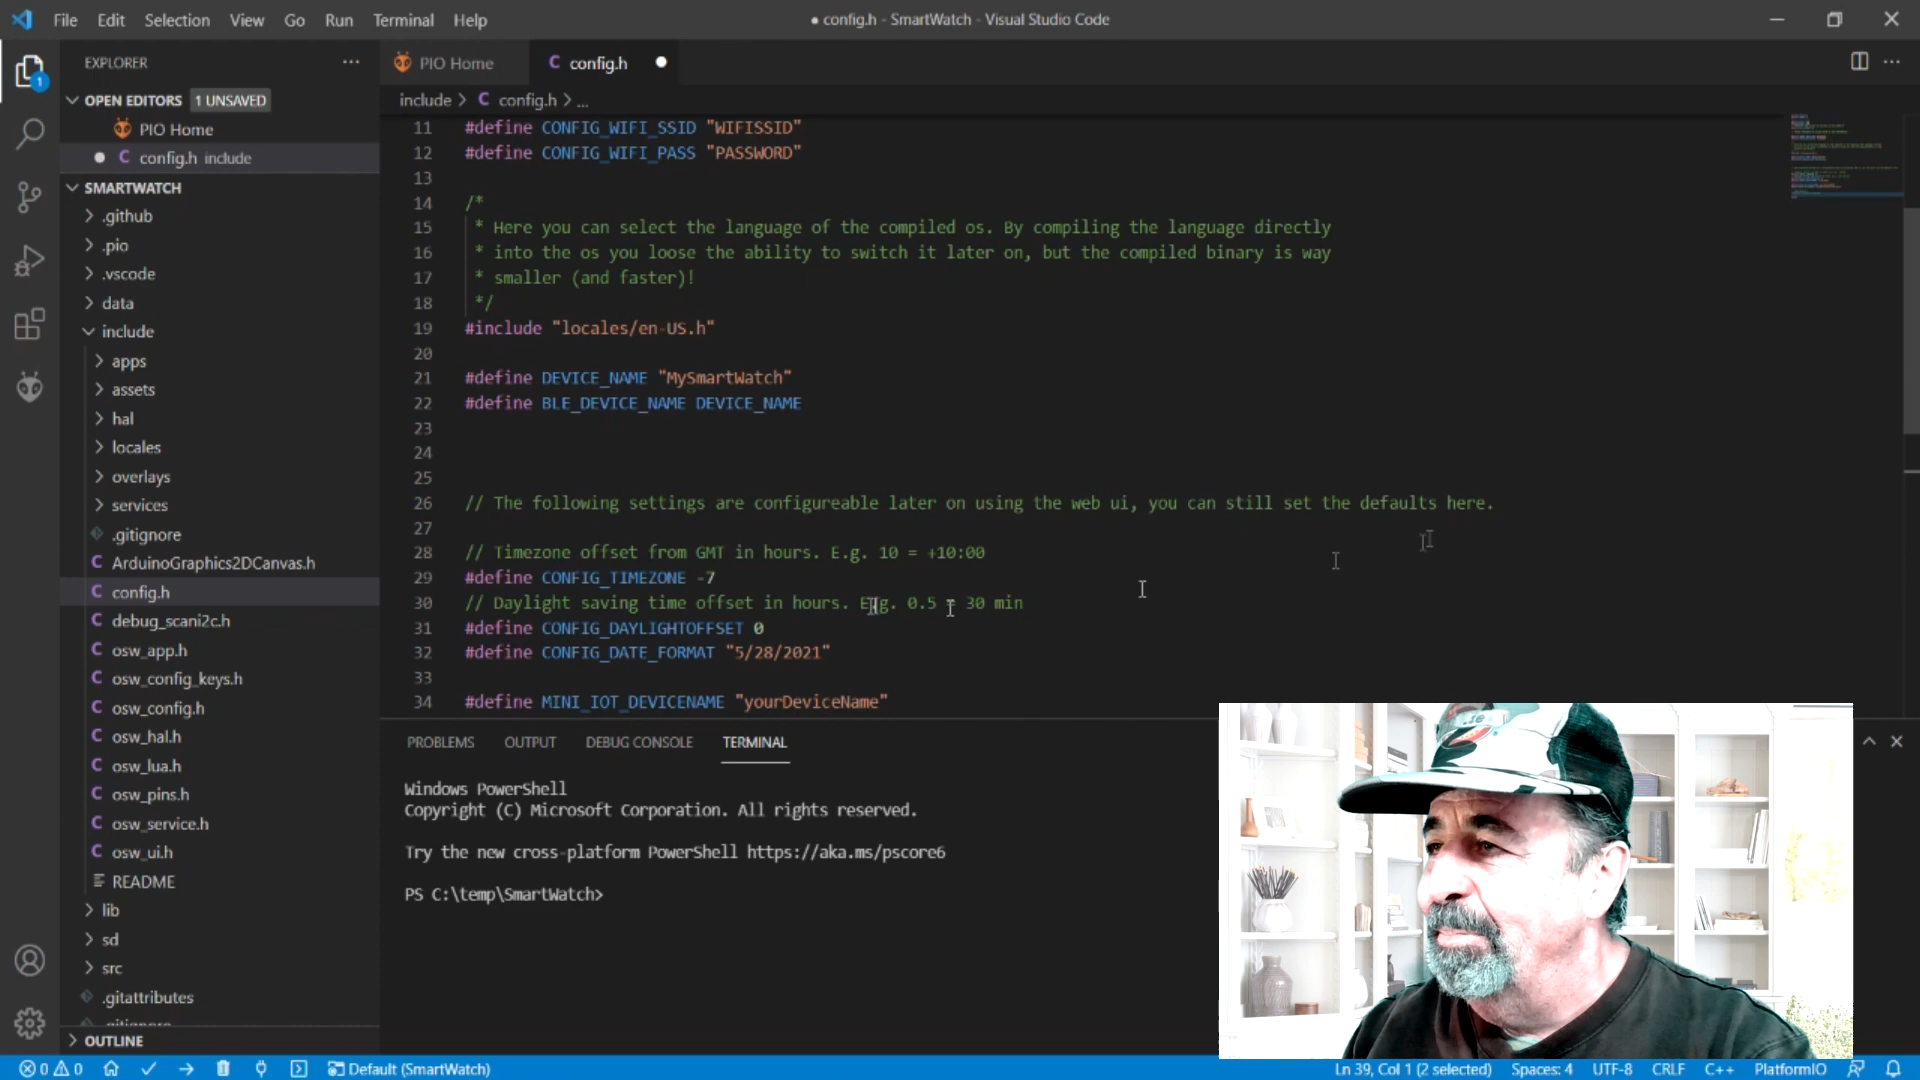 File Edit Selection View Go Run Terminal Help
● config.h - SmartWatch - Visual Studio Code
EXPLORER
OPEN EDITORS 1 UNSAVED
PIO Home
C config.h include
SMARTWATCH
.github
.pio
.vscode
data
include
apps
assets
hal
locales
overlays
services
.gitignore
C ArduinoGraphics2DCanvas.h
C config.h
C debug_scani2c.h
C osw_app.h
C osw_config_keys.h
C osw_config.h
C osw_hal.h
C osw_lua.h
C osw_pins.h
C osw_service.h
C osw_ui.h
README
lib
sd
src
.gitattributes
.gitignore
OUTLINE
1
PIO Home
C config.h
include > C config.h > ...
11 #define CONFIG_WIFI_SSID "WIFISSID"
12 #define CONFIG_WIFI_PASS "PASSWORD"
13
14 /*
15 * Here you can select the language of the compiled os. By compiling the language directly
16 * into the os you loose the ability to switch it later on, but the compiled binary is way
17 * smaller (and faster)!
18 */
19 #include "locales/en-US.h"
20
21 #define DEVICE_NAME "MySmartWatch"
22 #define BLE_DEVICE_NAME DEVICE_NAME
23
24
25
26 // The following settings are configureable later on using the web ui, you can still set the defaults here.
27
28 // Timezone offset from GMT in hours. E.g. 10 = +10:00
29 #define CONFIG_TIMEZONE -7
30 // Daylight saving time offset in hours. E.g. 0.5 = 30 min
31 #define CONFIG_DAYLIGHTOFFSET 0
32 #define CONFIG_DATE_FORMAT "5/28/2021"
33
34 #define MINI_IOT_DEVICENAME "yourDeviceName"
PROBLEMS OUTPUT DEBUG CONSOLE TERMINAL
Windows PowerShell
Copyright (C) Microsoft Corporation. All rights reserved.
Try the new cross-platform PowerShell https://aka.ms/pscore6
PS C:\temp\SmartWatch>
0 0 Default (SmartWatch) Ln 39, Col 1 (2 selected) Spaces: 4 UTF-8 CRLF C++ PlatformIO